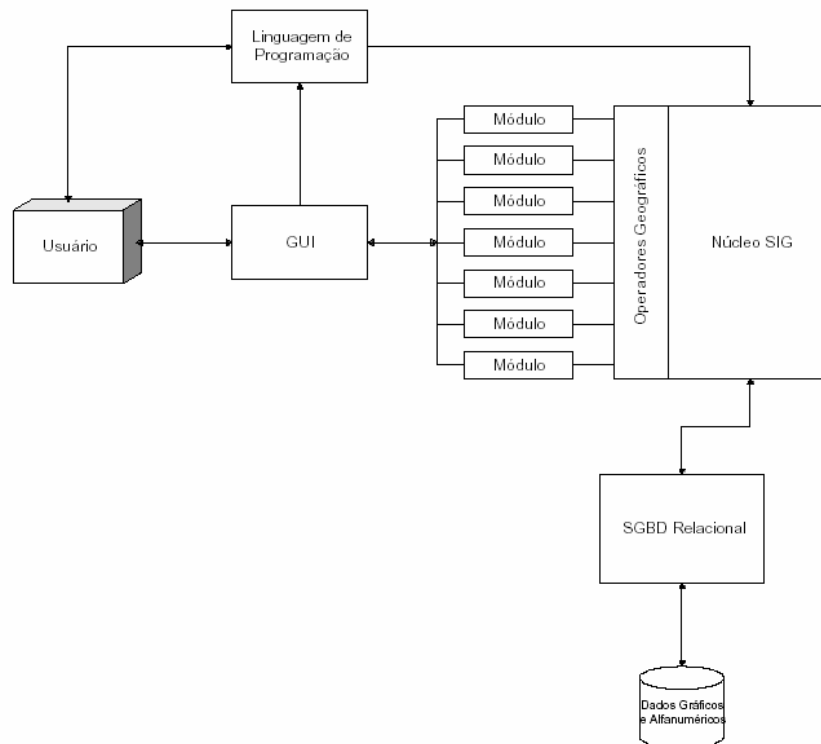 Linguagem de
Programação
Módulo
Módulo
Módulo
Módulo
Módulo
Módulo
Módulo
Operadores Geográficos
Núcleo SIG
Usuário
GUI
SGBD Relacional
Dados Gráficos
e Alfanuméricos